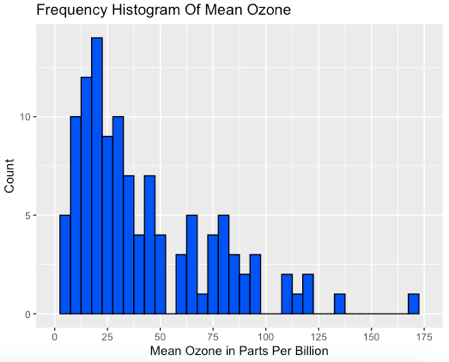 Frequency Histogram Of Mean Ozone
10
5
0
Count
0 25 50 75 100 125 150 175
Mean Ozone in Parts Per Billion